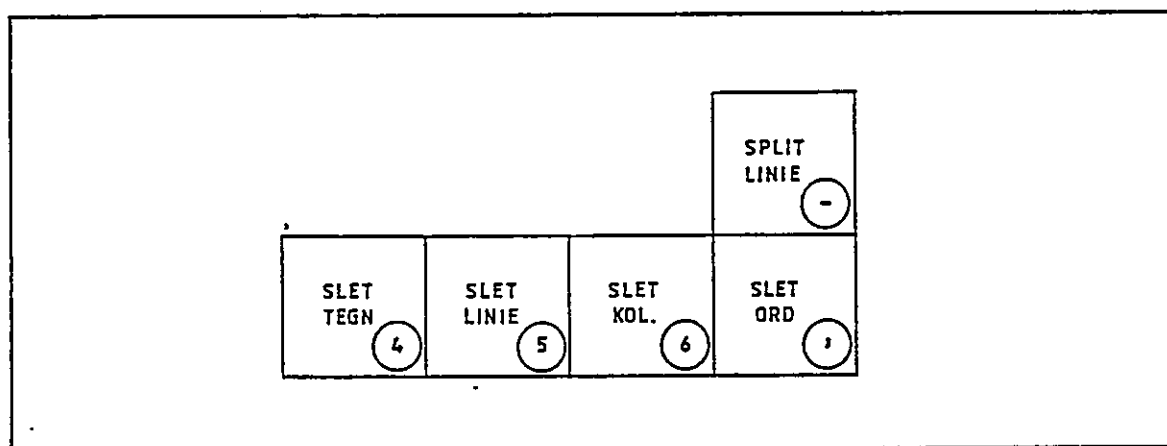 SPLIT
LINIE
-
SLET
TEGN
4
SLET
LINIE
5
SLET
KOL.
6
SLET
ORD
,